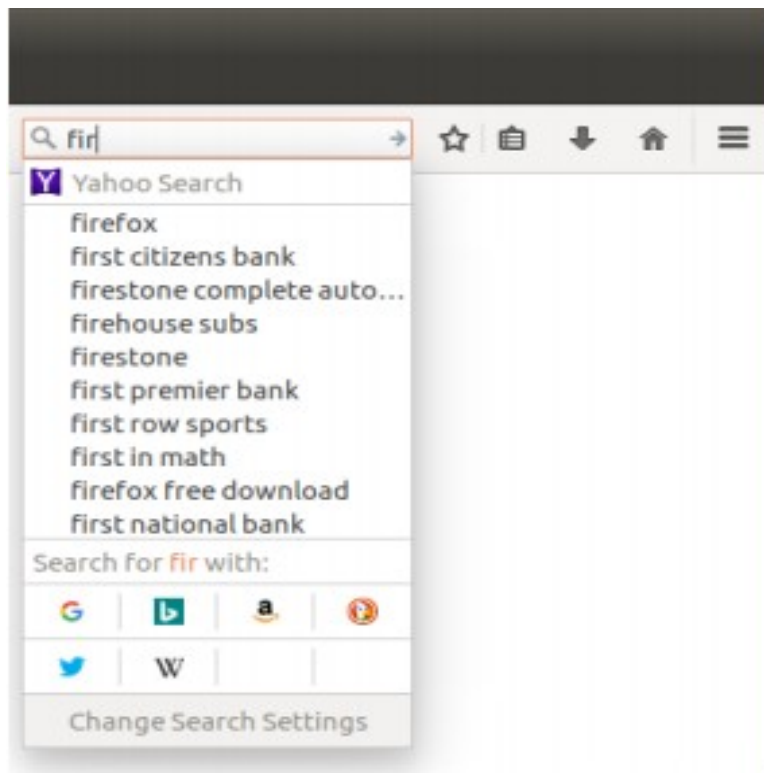 fir
Yahoo Search
firefox
first citizens bank
firestone complete auto...
firehouse subs
firestone
first premier bank
first row sports
first in math
firefox free download
first national bank
Search for fir with:
Change Search Settings